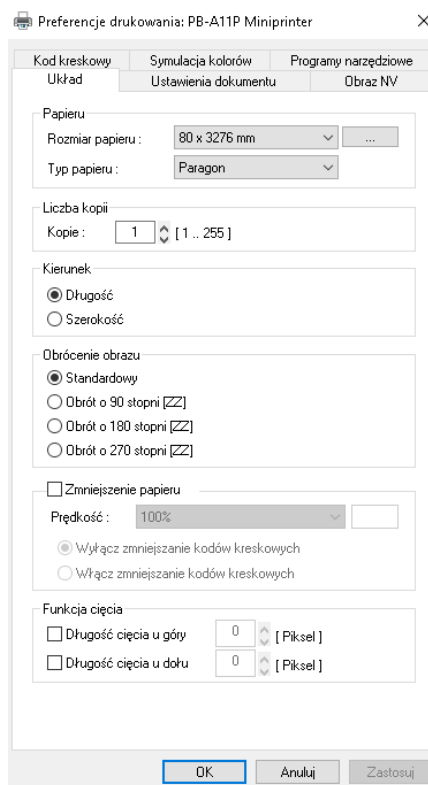 Preferencje drukowania: PB-A11P Miniprinter
Kod kreskowy Symulacja kolorów Programy narzędziowe
Układ Ustawienia dokumentu Obraz NV
Papieru
Rozmiar papieru : 80 x 3276 mm ...
Typ papieru : Paragon
Liczba kopii
Kopie : 1 [ 1 .. 255 ]
Kierunek
Długość
Szerokość
Obrócenie obrazu
Standardowy
Obrót o 90 stopni [ZZ]
Obrót o 180 stopni [ZZ]
Obrót o 270 stopni [ZZ]
Zmniejszenie papieru
Prędkość : 100%
Wyłącz zmniejszanie kodów kreskowych
Włącz zmniejszanie kodów kreskowych
Funkcja cięcia
Długość cięcia u góry 0 [ Piksel ]
Długość cięcia u dołu 0 [ Piksel ]
OK Anuluj Zastosuj